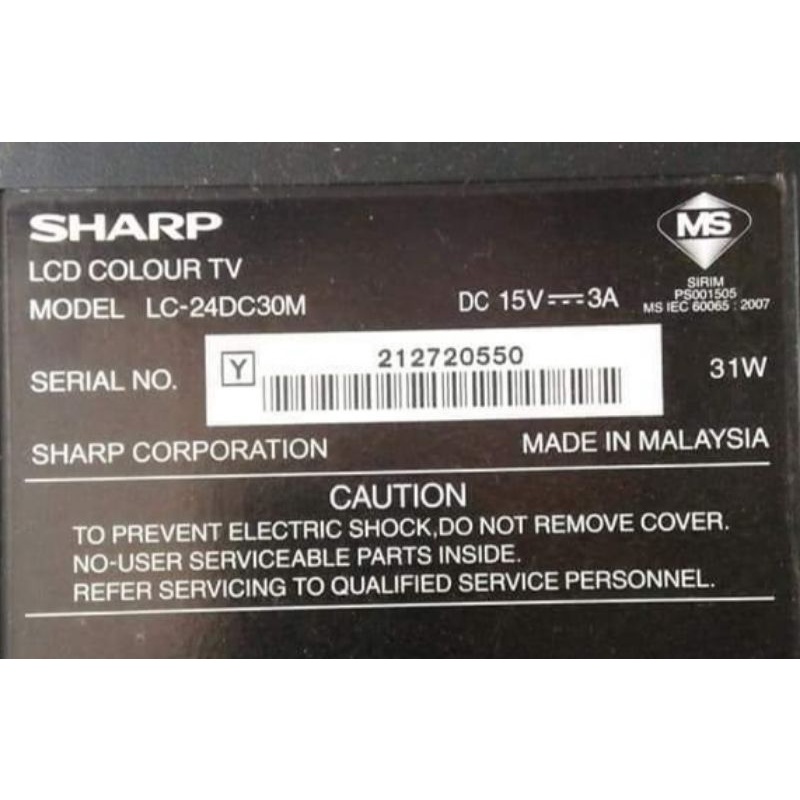 SHARP
MS
LCD COLOUR TV
SIRIM
PS001505
MS IEC 60065 : 2007
MODEL LC-24DC30M DC 15V⎓3A
SERIAL NO. Y 212720550 31W
SHARP CORPORATION MADE IN MALAYSIA
CAUTION
TO PREVENT ELECTRIC SHOCK,DO NOT REMOVE COVER.
NO-USER SERVICEABLE PARTS INSIDE.
REFER SERVICING TO QUALIFIED SERVICE PERSONNEL.